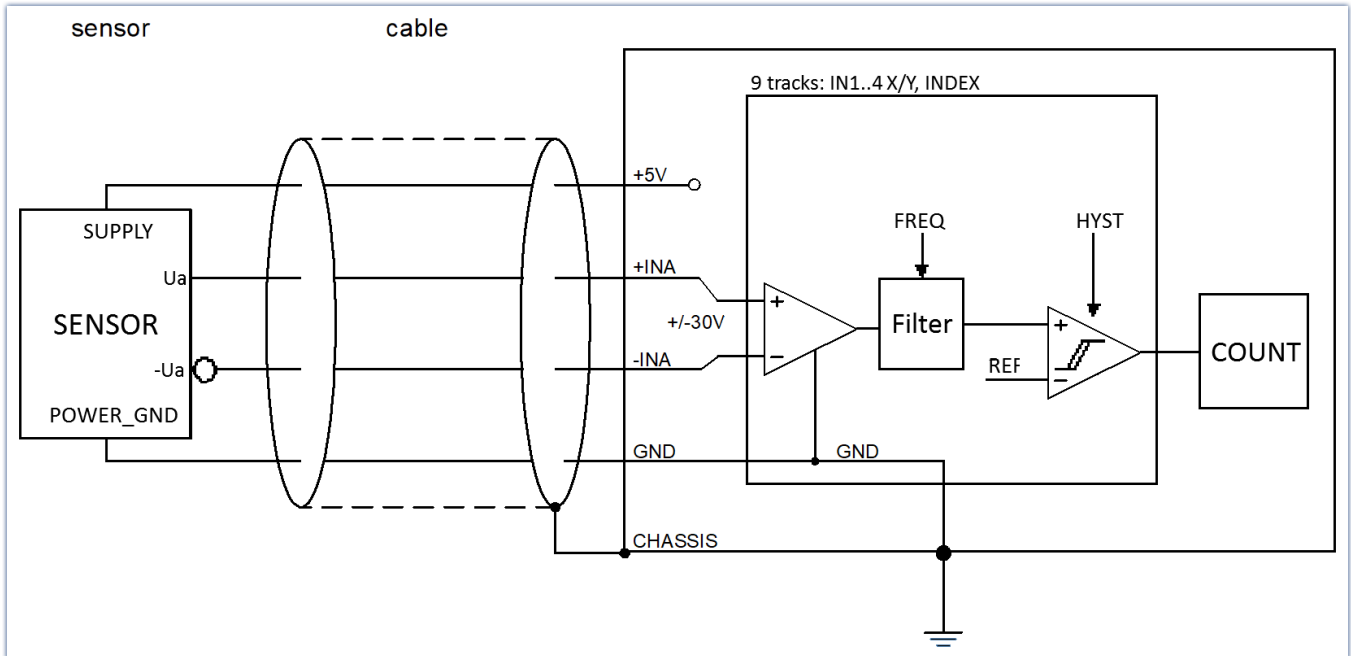 sensor
cable
9 tracks: IN1..4 X/Y, INDEX
+5V
SUPPLY
FREQ
HYST
Ua
+INA
+
SENSOR
+/-30V
Filter
+
COUNT
-INA
−
REF
−
-Ua
POWER_GND
GND
GND
CHASSIS